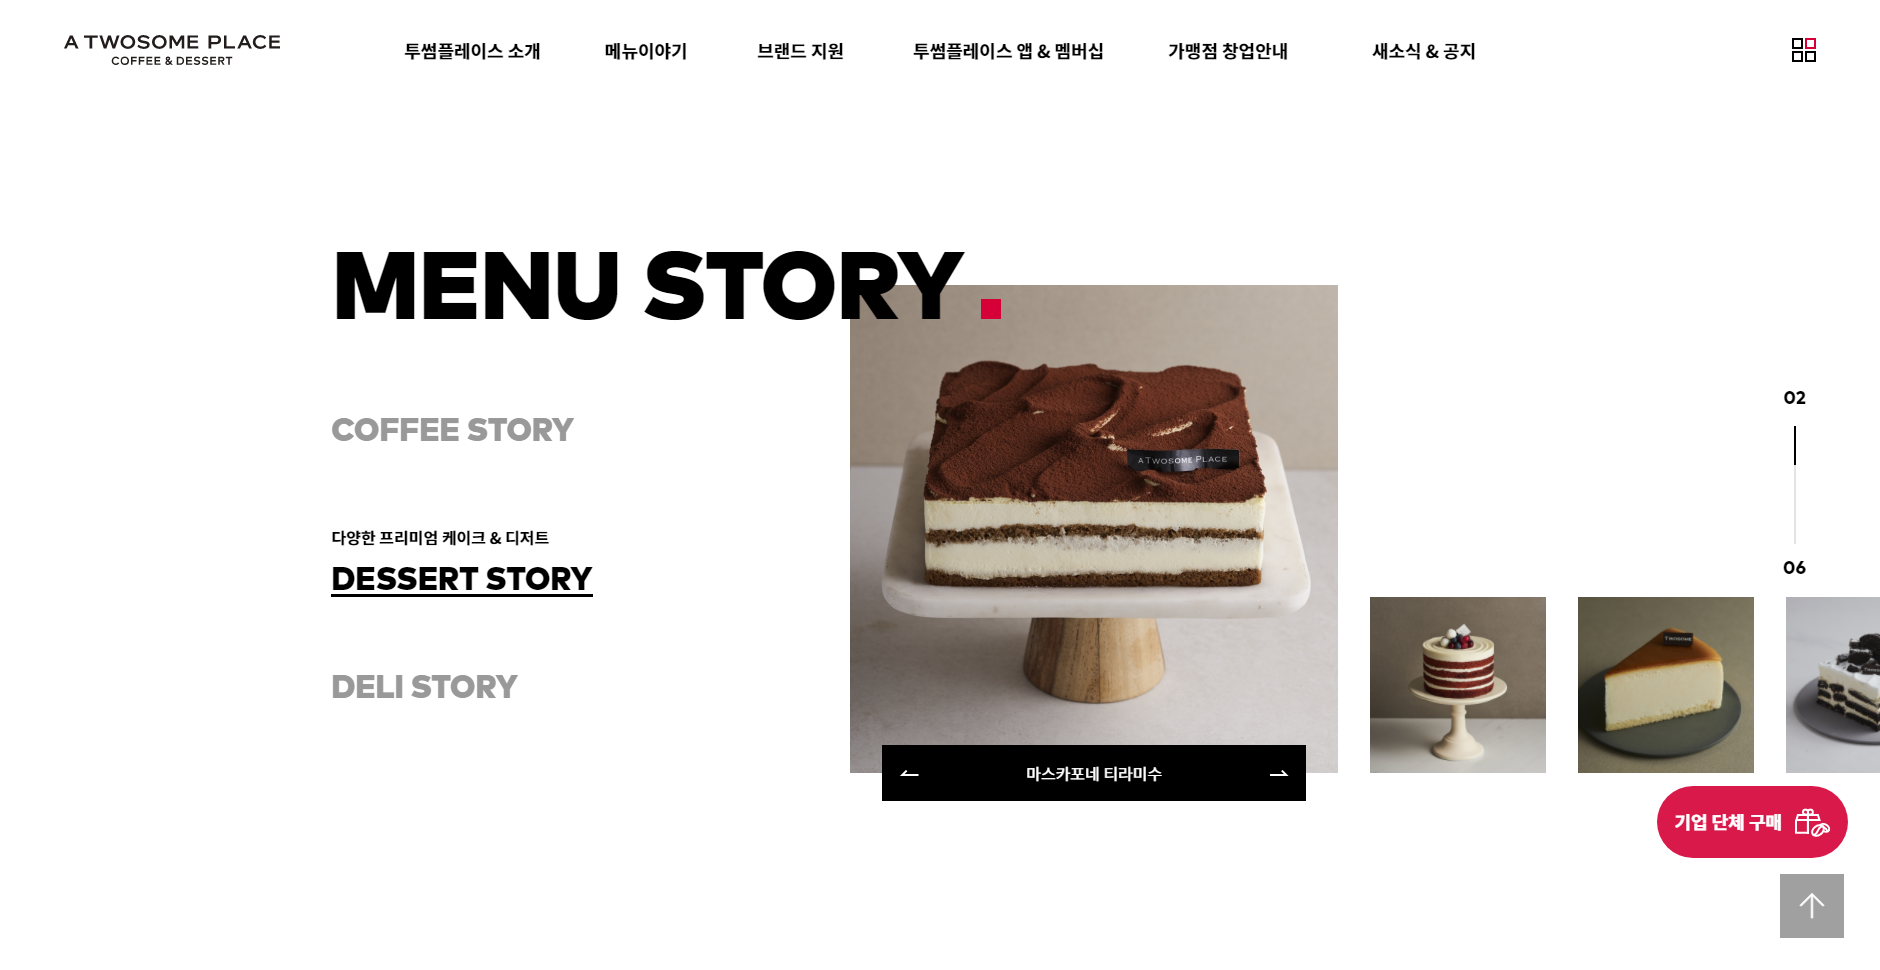 A TWOSOME PLACE
COFFEE & DESSERT
투썸플레이스 소개
메뉴이야기
브랜드 지원
투썸플레이스 앱 & 멤버십
가맹점 창업안내
새소식 & 공지
MENU STORY.
COFFEE STORY
다양한 프리미엄 케이크 & 디저트
DESSERT STORY
DELI STORY
A TWOSOME PLACE
마스카포네 티라미수
TWOSOME
02
06
기업 단체 구매